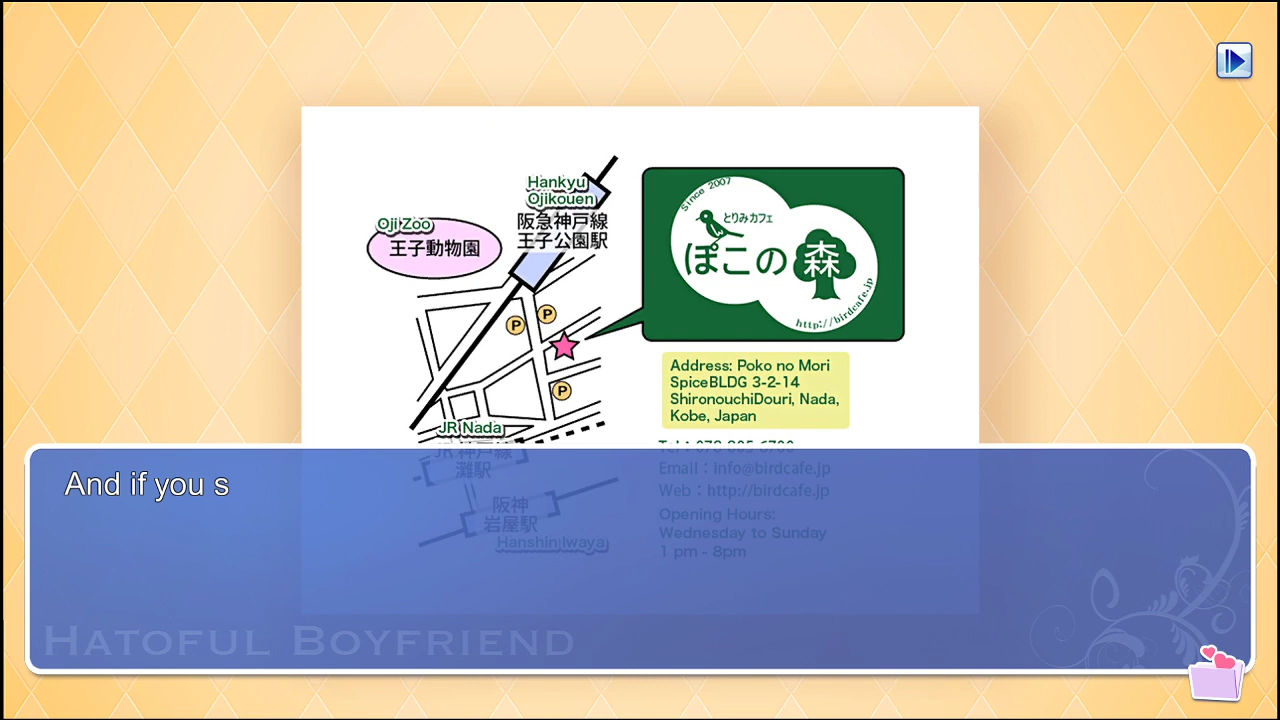 Hankyu
Ojikouen
阪急神戸線
王子公園駅
Oji Zoo
王子動物園
Since 2007
とりみカフェ
ぽこの森
http://birdcafe.jp
P
P
P
Address: Poko no Mori
SpiceBLDG 3-2-14
ShironouchiDouri, Nada,
Kobe, Japan
JR Nada
JR 神戸線
灘駅
Email：info@birdcafe.jp
Web：http://birdcafe.jp
阪神
岩屋駅
Hanshin Iwaya
Opening Hours:
Wednesday to Sunday
1 pm - 8pm
And if you s
HATOFUL BOYFRIEND